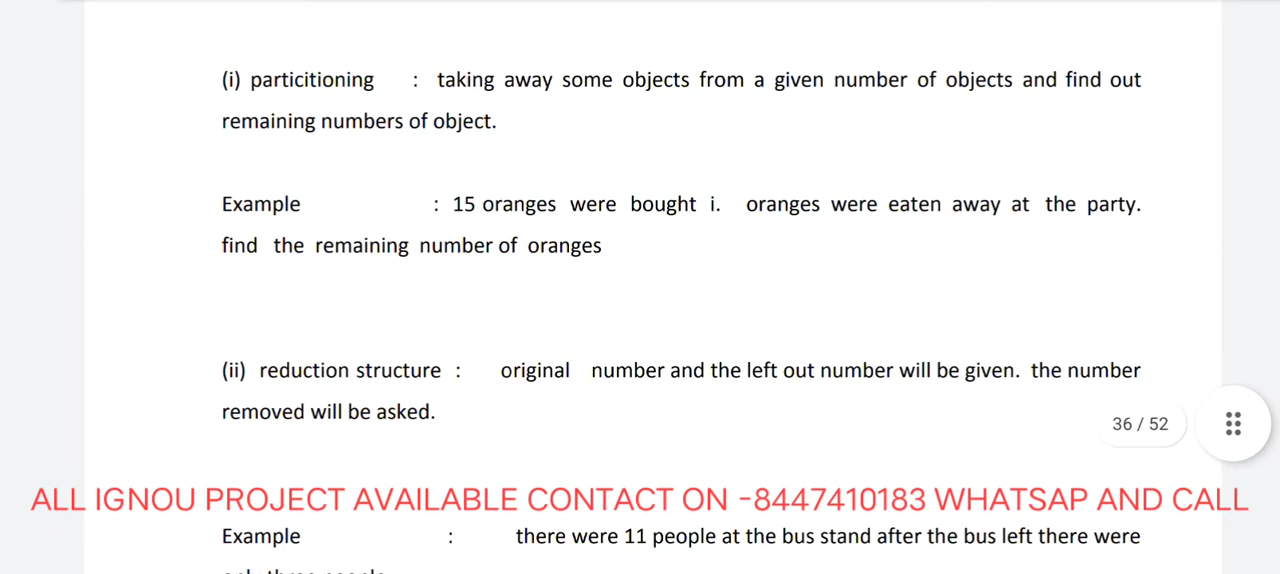 (i) particitioning : taking away some objects from a given number of objects and find out
remaining numbers of object.
Example : 15 oranges were bought i. oranges were eaten away at the party.
find the remaining number of oranges
(ii) reduction structure : original number and the left out number will be given. the number
removed will be asked.
36 / 52
ALL IGNOU PROJECT AVAILABLE CONTACT ON -8447410183 WHATSAP AND CALL
Example : there were 11 people at the bus stand after the bus left there were